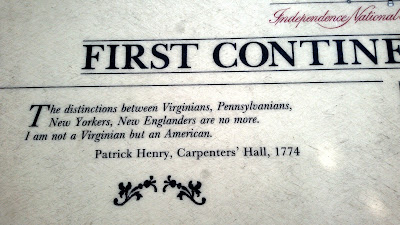 Independence National
FIRST CONTINE
The distinctions between Virginians, Pennsylvanians,
New Yorkers, New Englanders are no more.
I am not a Virginian but an American.
Patrick Henry, Carpenters' Hall, 1774